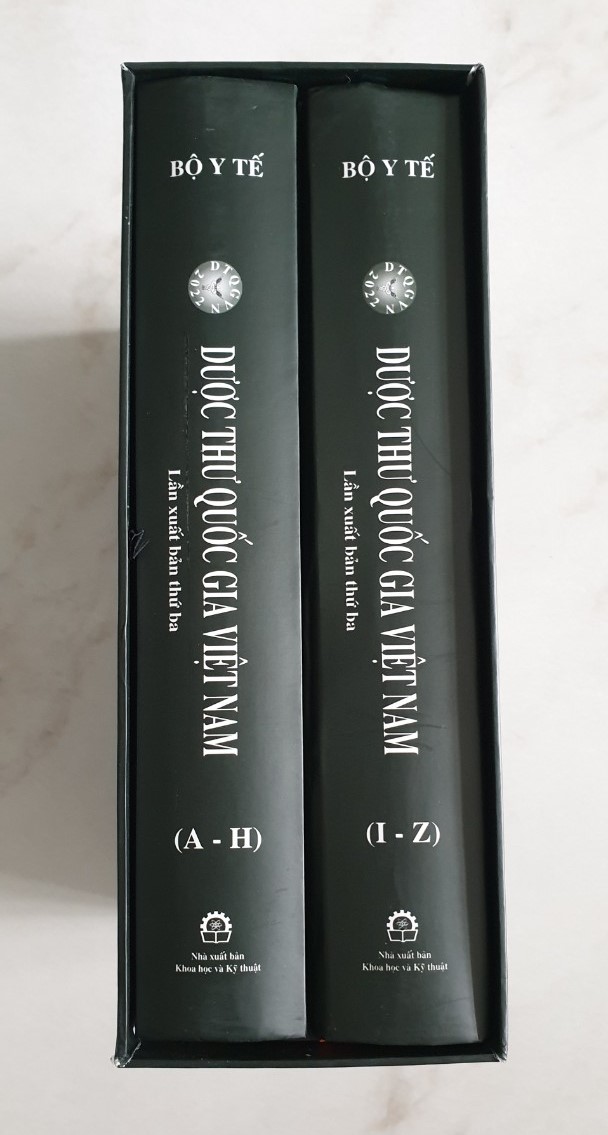 BỘ Y TẾ
DTQGVN 2022
DƯỢC THƯ QUỐC GIA VIỆT NAM
Lần xuất bản thứ ba
(A - H)
Nhà xuất bản
Khoa học và Kỹ thuật
BỘ Y TẾ
DTQGVN 2022
DƯỢC THƯ QUỐC GIA VIỆT NAM
Lần xuất bản thứ ba
(I - Z)
Nhà xuất bản
Khoa học và Kỹ thuật